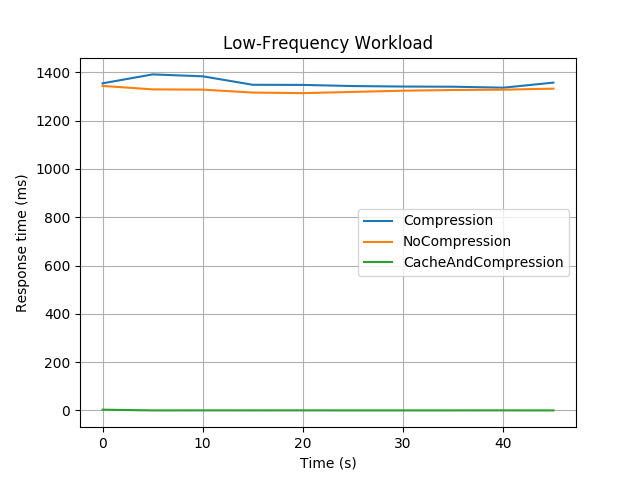 Low-Frequency Workload
Response time (ms)
1400
1200
1000
800
600
400
200
0
Compression
NoCompression
CacheAndCompression
0 10 20 30 40
Time (s)